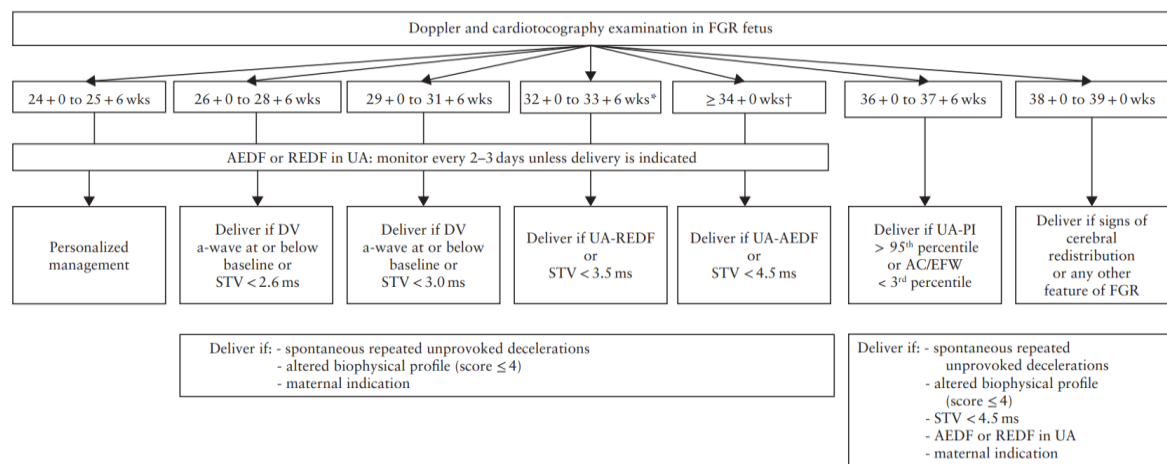 Doppler and cardiotocography examination in FGR fetus
24 + 0 to 25 + 6 wks
26 + 0 to 28 + 6 wks
29 + 0 to 31 + 6 wks
32 + 0 to 33 + 6 wks*
≥ 34 + 0 wks†
36 + 0 to 37 + 6 wks
38 + 0 to 39 + 0 wks
AEDF or REDF in UA: monitor every 2–3 days unless delivery is indicated
Personalized
management
Deliver if DV
a-wave at or below
baseline or
STV < 2.6 ms
Deliver if DV
a-wave at or below
baseline or
STV < 3.0 ms
Deliver if UA-REDF
or
STV < 3.5 ms
Deliver if UA-AEDF
or
STV < 4.5 ms
Deliver if UA-PI
> 95th percentile
or AC/EFW
< 3rd percentile
Deliver if signs of
cerebral
redistribution
or any other
feature of FGR
Deliver if: - spontaneous repeated unprovoked decelerations
- altered biophysical profile (score ≤ 4)
- maternal indication
Deliver if: - spontaneous repeated
unprovoked decelerations
- altered biophysical profile
(score ≤ 4)
- STV < 4.5 ms
- AEDF or REDF in UA
- maternal indication